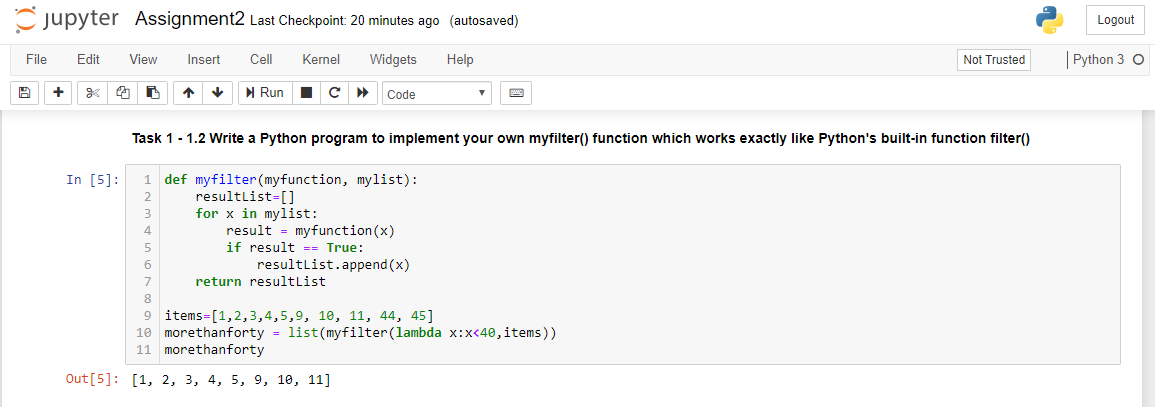 jupyter Assignment2 Last Checkpoint: 20 minutes ago (autosaved) Logout
File Edit View Insert Cell Kernel Widgets Help Not Trusted Python 3
Run Code
Task 1 - 1.2 Write a Python program to implement your own myfilter() function which works exactly like Python's built-in function filter()
In [5]: 1 def myfilter(myfunction, mylist):
2     resultList=[]
3     for x in mylist:
4         result = myfunction(x)
5         if result == True:
6             resultList.append(x)
7     return resultList
8
9 items=[1,2,3,4,5,9, 10, 11, 44, 45]
10 morethanforty = list(myfilter(lambda x:x<40,items))
11 morethanforty
Out[5]: [1, 2, 3, 4, 5, 9, 10, 11]